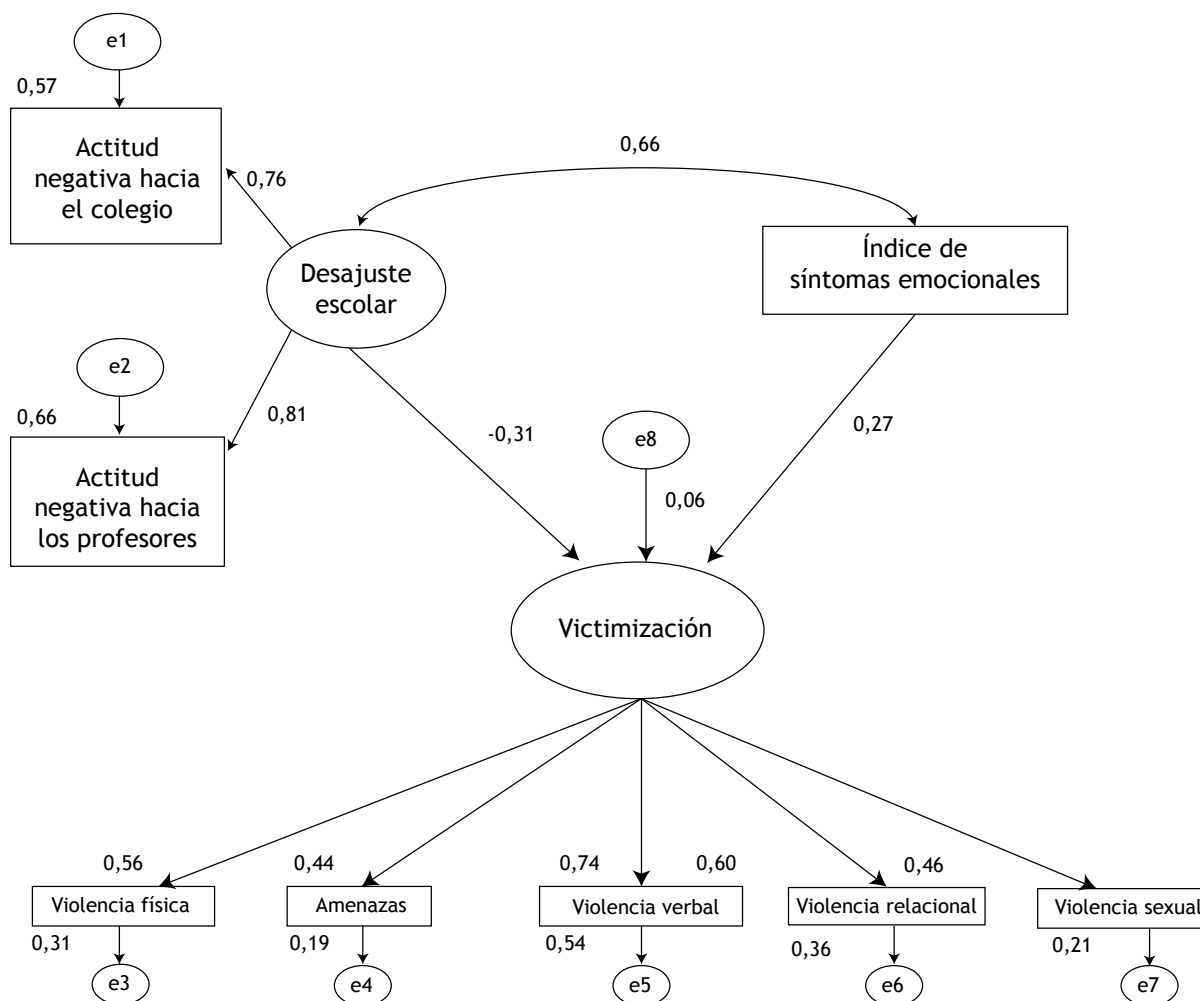 e1
0,57
Actitud
negativa hacia
el colegio
0,76
0,66
Desajuste
escolar
Índice de
síntomas emocionales
e2
0,66
0,81
Actitud
negativa hacia
los profesores
-0,31
e8
0,06
0,27
Victimización
0,56
0,44
0,74
0,60
0,46
Violencia física
Amenazas
Violencia verbal
Violencia relacional
Violencia sexual
0,31
0,19
0,54
0,36
0,21
e3
e4
e5
e6
e7